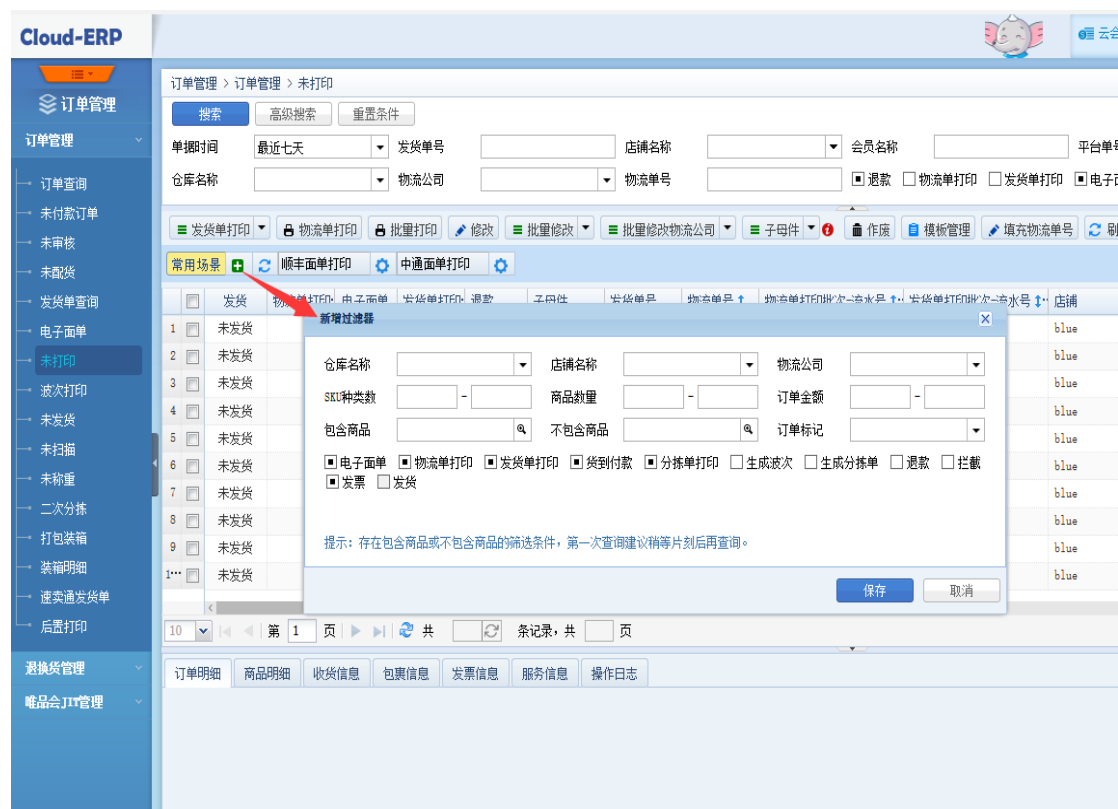 Cloud-ERP
云会
订单管理
订单管理 > 订单管理 > 未打印
搜索 高级搜索 重置条件
订单管理
单据时间 最近七天 发货单号 店铺名称 会员名称 平台单号
仓库名称 物流公司 物流单号 退款 物流单打印 发货单打印 电子面
订单查询
未付款订单
未审核
未配货
发货单查询
电子面单
未打印
波次打印
未发货
未扫描
未称重
二次分拣
打包装箱
装箱明细
速卖通发货单
后置打印
退换货管理
唯品会JIT管理
发货单打印 物流单打印 批量打印 修改 批量修改 批量修改物流公司 子母件 作废 模板管理 填充物流单号 刷
常用场景 顺丰面单打印 中通面单打印
发货 物流单打印 电子面单 发货单打印 退款 子母件 发货单号 物流单号 物流单打印批次-流水号 发货单打印批次-流水号 店铺
1 未发货 blue
2 未发货 blue
3 未发货 blue
4 未发货 blue
5 未发货 blue
6 未发货 blue
7 未发货 blue
8 未发货 blue
9 未发货 blue
1··· 未发货 blue
新增过滤器
仓库名称 店铺名称 物流公司
SKU种类数 - 商品数量 - 订单金额 -
包含商品 不包含商品 订单标记
电子面单 物流单打印 发货单打印 货到付款 分拣单打印 生成波次 生成分拣单 退款 拦截
发票 发货
提示: 存在包含商品或不包含商品的筛选条件，第一次查询建议稍等片刻后再查询。
保存 取消
10 第 1 页 共 条记录，共 页
订单明细 商品明细 收货信息 包裹信息 发票信息 服务信息 操作日志